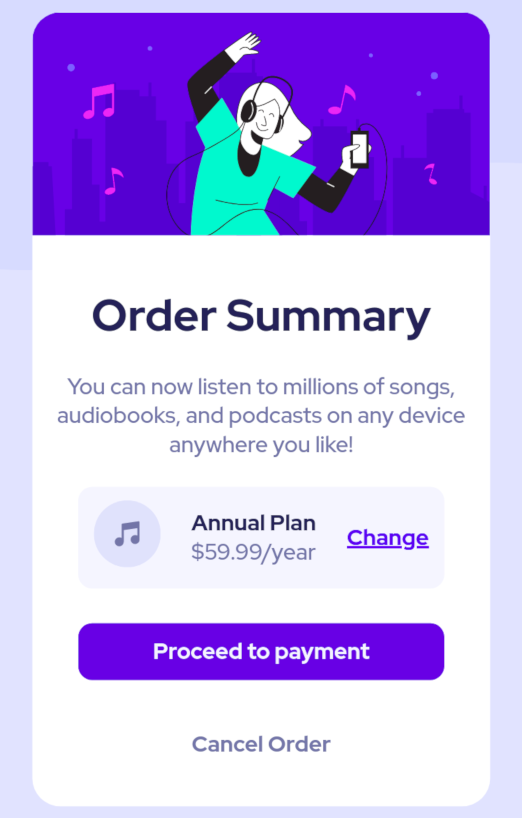 Order Summary
You can now listen to millions of songs,
audiobooks, and podcasts on any device
anywhere you like!
Annual Plan
$59.99/year
Change
Proceed to payment
Cancel Order